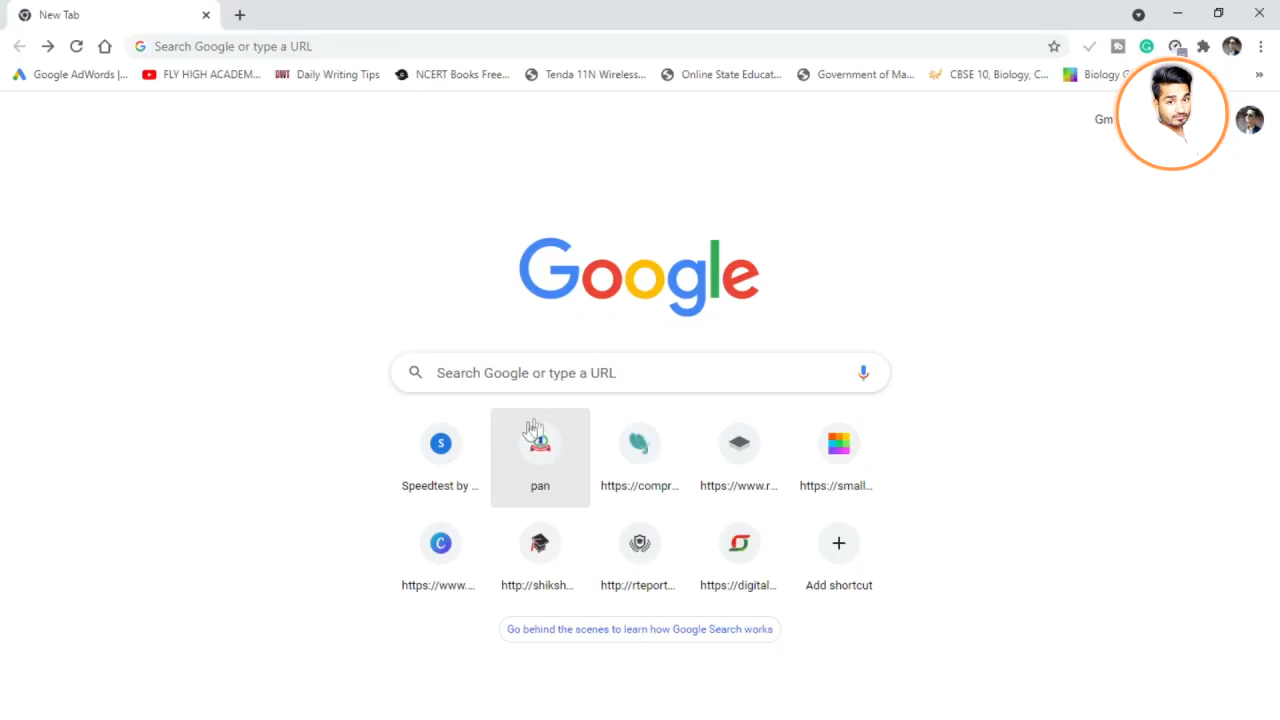 New Tab
Search Google or type a URL
Google AdWords |... FLY HIGH ACADEM... DWT Daily Writing Tips NCERT Books Free... Tenda 11N Wireless... Online State Educat... Government of Ma... CBSE 10, Biology, C... Biology G »
Gm
Google
Search Google or type a URL
S
Speedtest by ... pan https://compr... https://www.r... https://small...
C
https://www.... http://shiksh... http://rteport... https://digital... Add shortcut
Go behind the scenes to learn how Google Search works